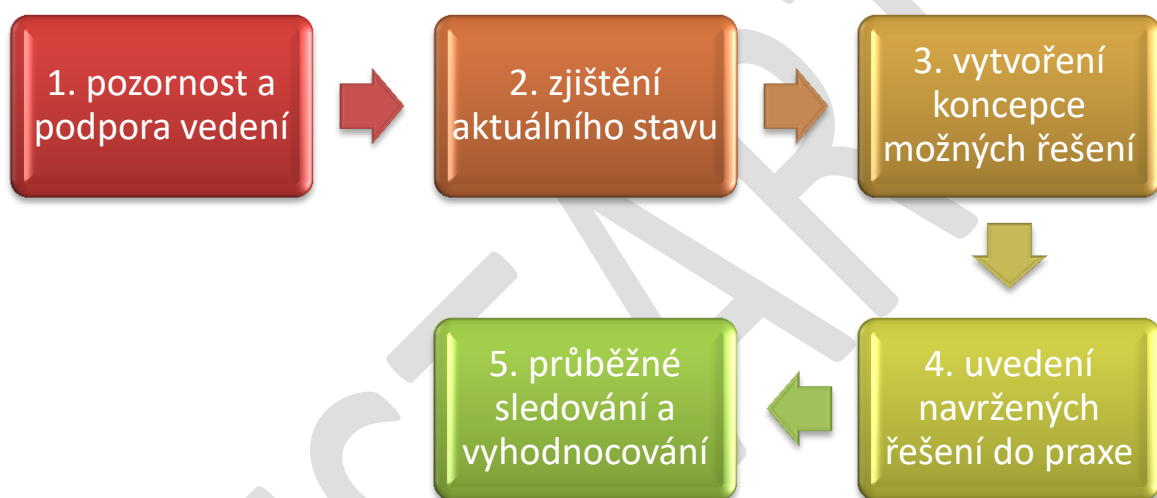 1. pozornost a
podpora vedení
2. zjištění
aktuálního stavu
3. vytvoření
koncepce
možných řešení
4. uvedení
navržených
řešení do praxe
5. průběžné
sledování a
vyhodnocování